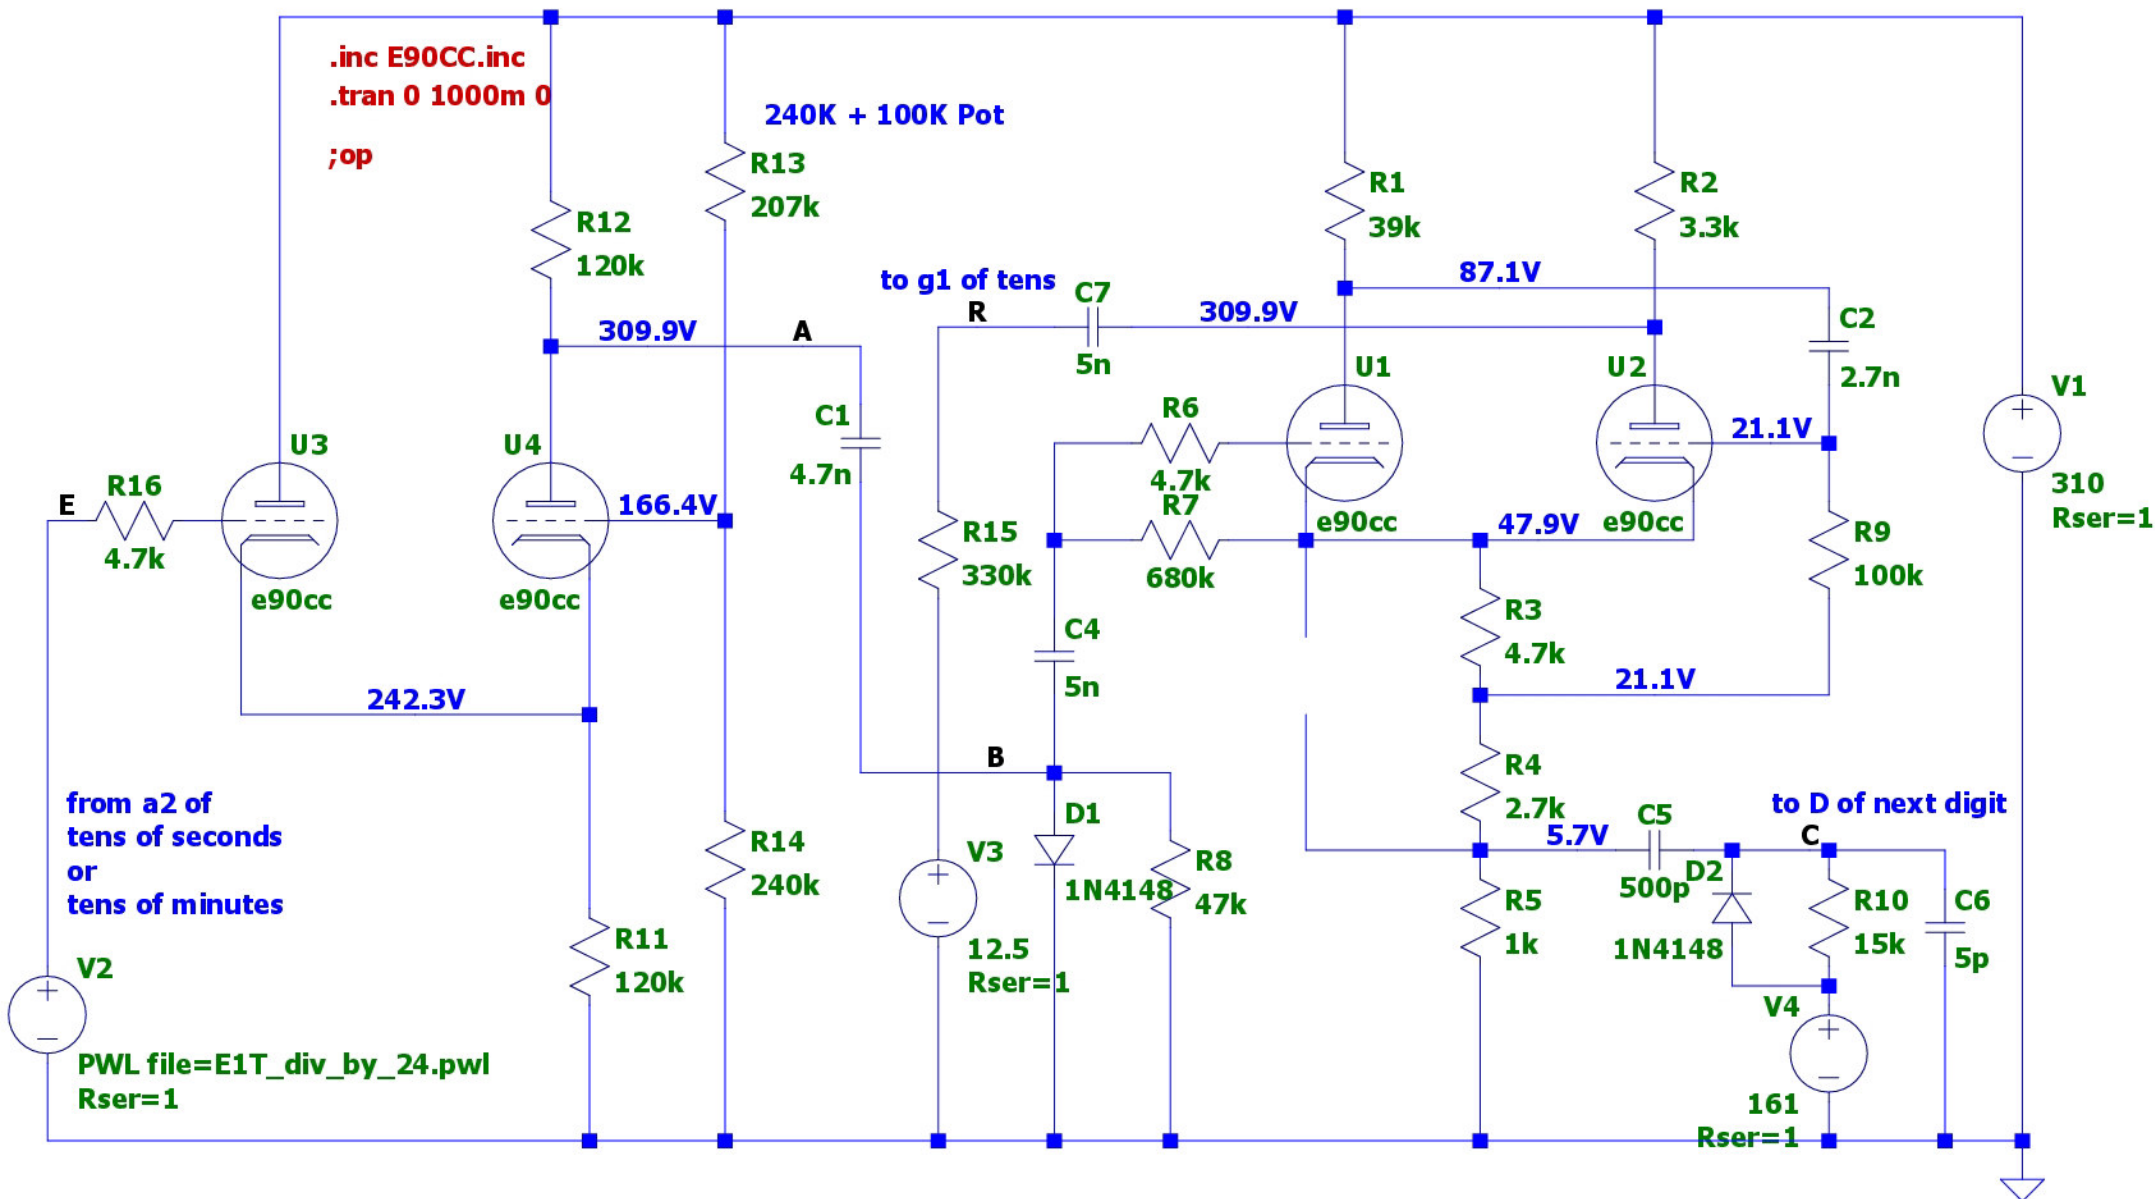 .inc E90CC.inc
.tran 0 1000m 0
;op
240K + 100K Pot
R13
207k
R12
120k
R1
39k
R2
3.3k
to g1 of tens
R
C7
5n
309.9V
87.1V
309.9V
A
C2
2.7n
U1
U2
V1
310
Rser=1
C1
4.7n
R6
4.7k
21.1V
U3
U4
E
R16
4.7k
166.4V
R7
680k
e90cc
47.9V
e90cc
R15
330k
R9
100k
e90cc
e90cc
R3
4.7k
C4
5n
242.3V
21.1V
B
R4
2.7k
from a2 of
tens of seconds
or
tens of minutes
D1
1N4148
to D of next digit
C5
500p
5.7V
C
D2
1N4148
R14
240k
V3
12.5
Rser=1
R8
47k
R5
1k
R10
15k
C6
5p
R11
120k
V2
PWL file=E1T_div_by_24.pwl
Rser=1
V4
161
Rser=1